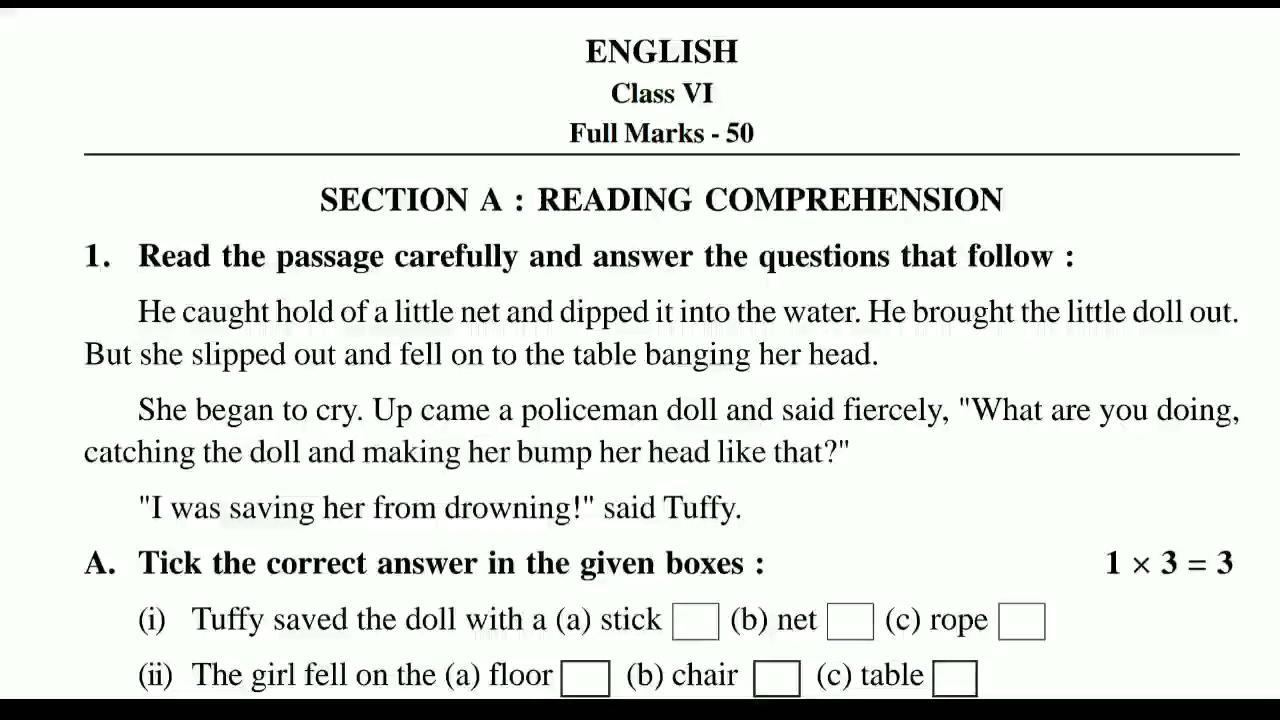 ENGLISH
Class VI
Full Marks - 50
SECTION A : READING COMPREHENSION
1. Read the passage carefully and answer the questions that follow :
He caught hold of a little net and dipped it into the water. He brought the little doll out.
But she slipped out and fell on to the table banging her head.
She began to cry. Up came a policeman doll and said fiercely, "What are you doing,
catching the doll and making her bump her head like that?"
"I was saving her from drowning!" said Tuffy.
A. Tick the correct answer in the given boxes : 1 × 3 = 3
(i) Tuffy saved the doll with a (a) stick (b) net (c) rope
(ii) The girl fell on the (a) floor (b) chair (c) table